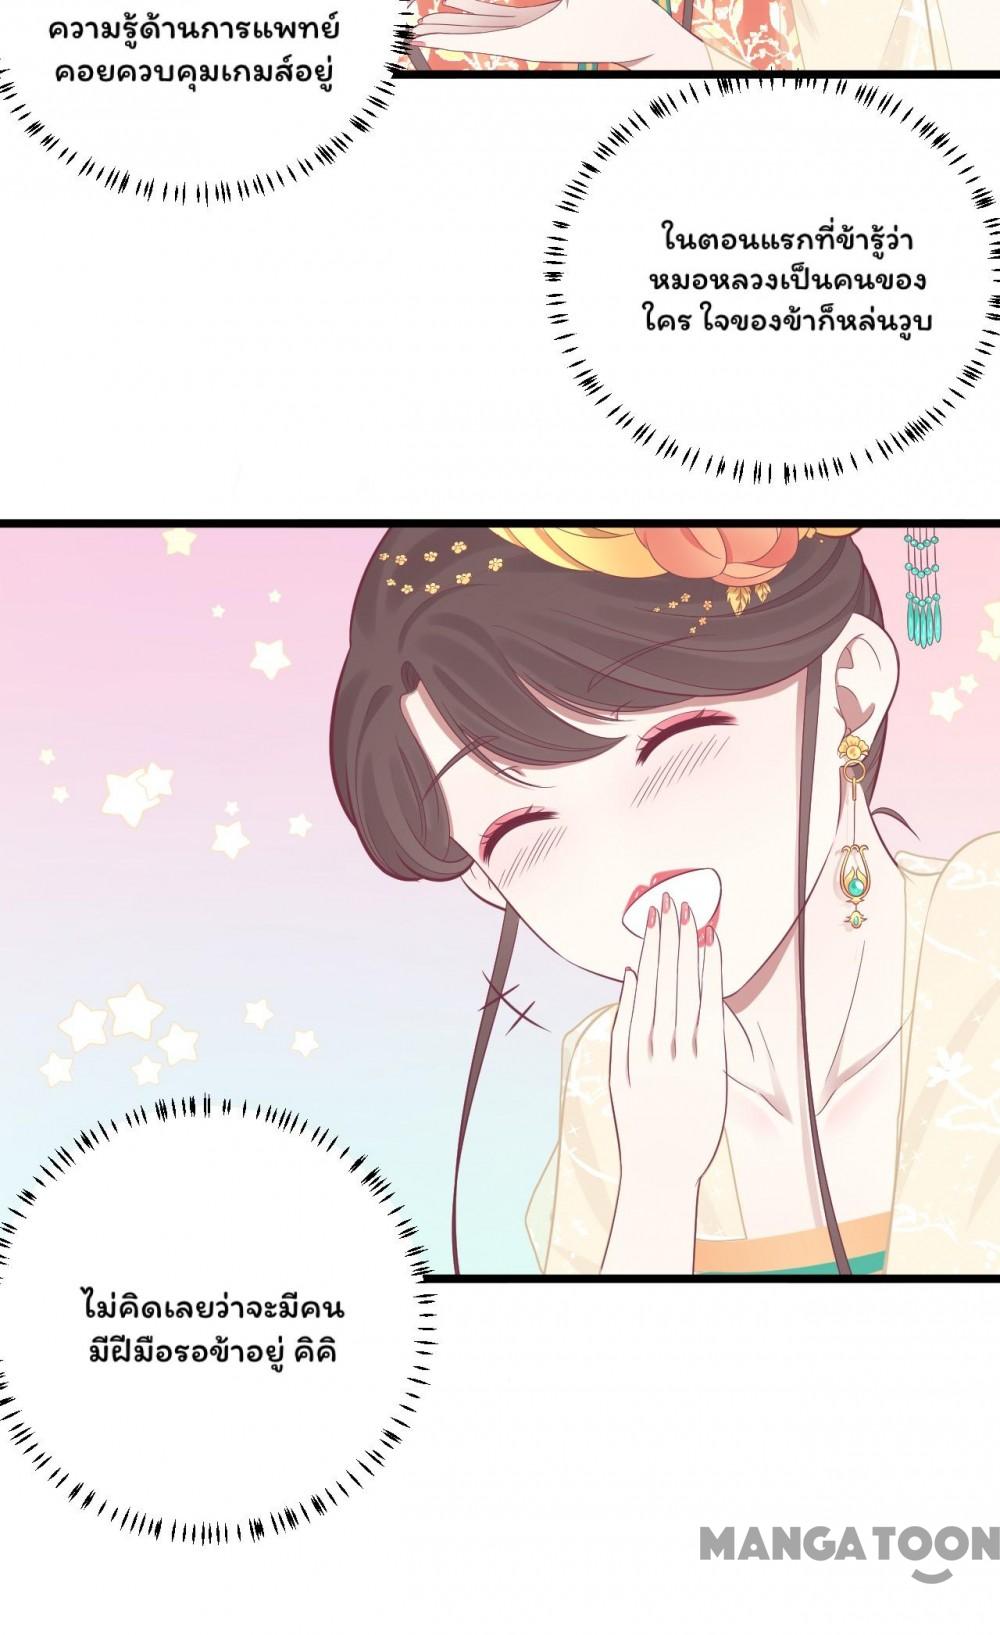 ความรู้ด้านการแพทย์
คอยควบคุมเกมส์อยู่
ในตอนแรกที่ข้ารู้ว่า
หมอหลวงเป็นคนของ
ใคร ใจของข้าก็หล่นวูบ
ไม่คิดเลยว่าจะมีคน
มีฝีมือรอข้าอยู่ คิคิ
MANGATOON